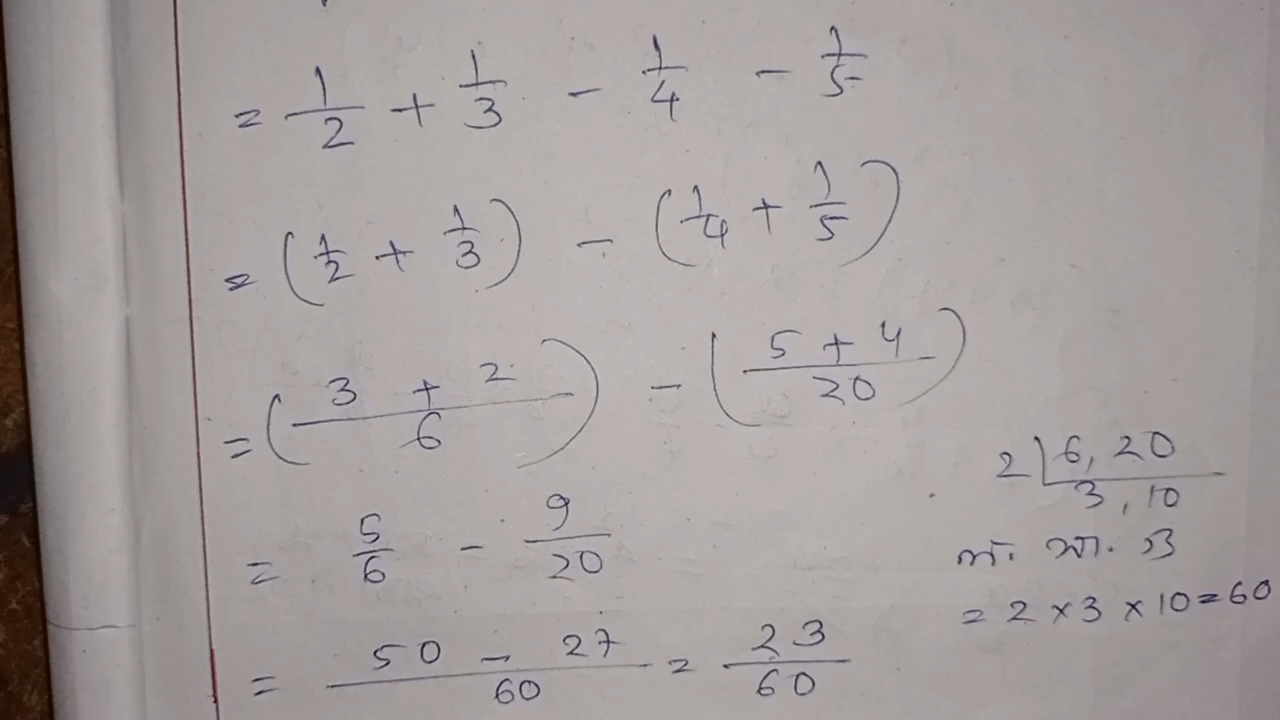 = 1/2 + 1/3 - 1/4 - 1/5
= (1/2 + 1/3) - (1/4 + 1/5)
= (3 + 2/6) - (5 + 4/20)
= 5/6 - 9/20
= 50 - 27/60 = 23/60
2 | 6, 20
3, 10
ল. সা. গু
= 2 × 3 × 10 = 60